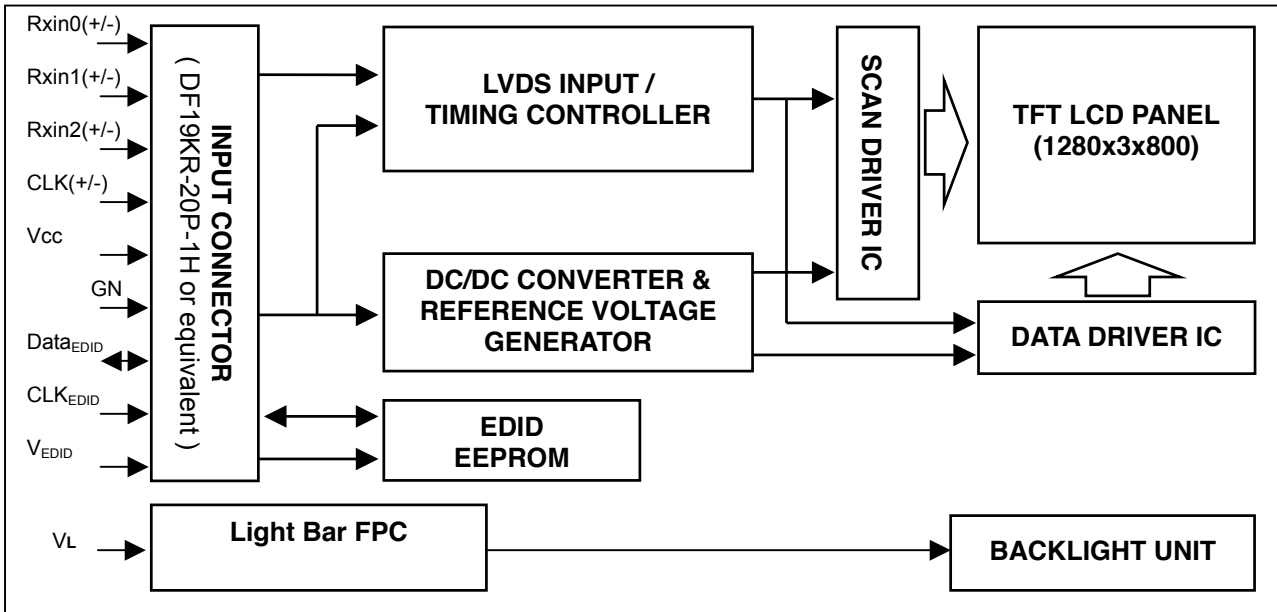 Rxin0(+/-)
Rxin1(+/-)
Rxin2(+/-)
CLK(+/-)
Vcc
GN
DataEDID
CLKEDID
VEDID
VL
INPUT CONNECTOR
( DF19KR-20P-1H or equivalent )
LVDS INPUT /
TIMING CONTROLLER
DC/DC CONVERTER &
REFERENCE VOLTAGE
GENERATOR
EDID
EEPROM
SCAN DRIVER IC
TFT LCD PANEL
(1280x3x800)
DATA DRIVER IC
Light Bar FPC
BACKLIGHT UNIT